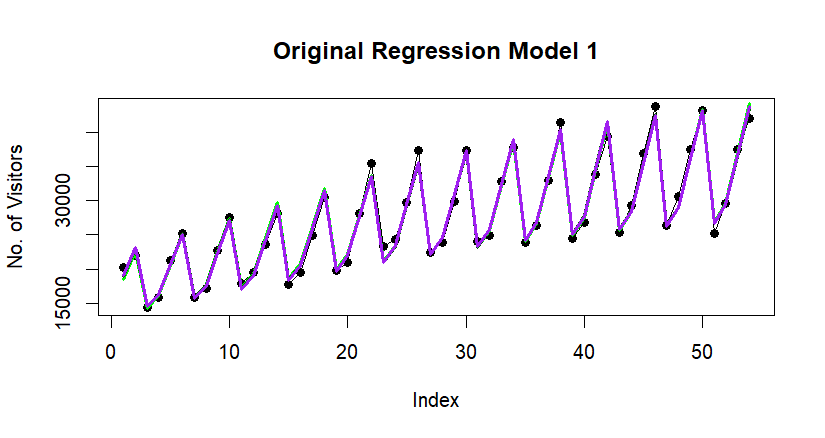 Original Regression Model 1
No. of Visitors
30000
15000
0 10 20 30 40 50
Index